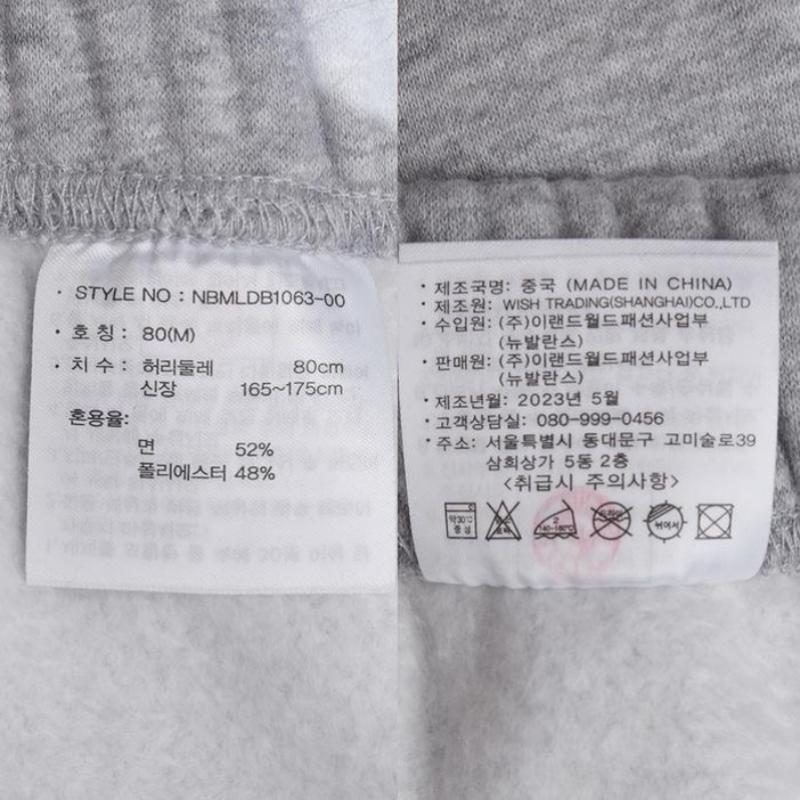 · STYLE NO : NBMLDB1063-00
· 호 칭 : 80(M)
· 치 수 : 허리둘레 80cm
신장 165~175cm
혼용율:
면 52%
폴리에스터 48%
· 제조국명: 중국 (MADE IN CHINA)
· 제조원: WISH TRADING(SHANGHAI)CO.,LTD
· 수입원: (주)이랜드월드패션사업부
(뉴발란스)
· 판매원: (주)이랜드월드패션사업부
(뉴발란스)
· 제조년월: 2023년 5월
· 고객상담실: 080-999-0456
· 주소: 서울특별시 동대문구 고미술로39
삼희상가 5동 2층
<취급시 주의사항>
약30℃
중성